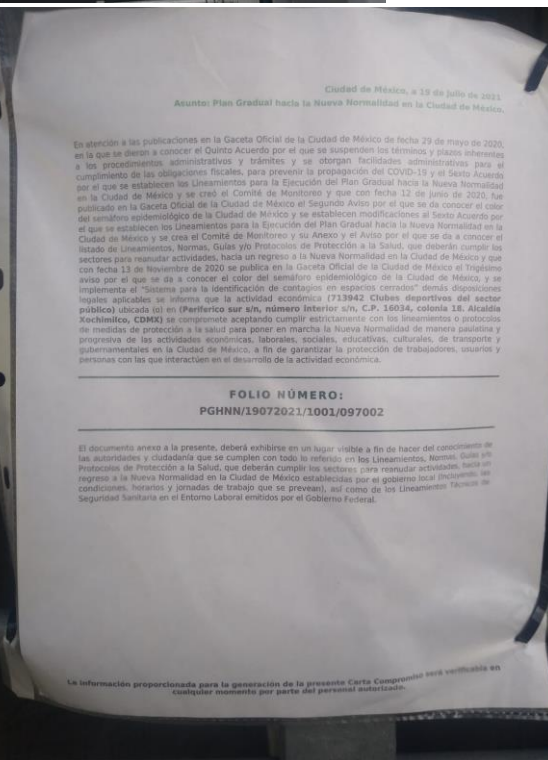 Ciudad de México, a 19 de julio de 2021
Asunto: Plan Gradual hacia la Nueva Normalidad en la Ciudad de México.
En atención a las publicaciones en la Gaceta Oficial de la Ciudad de México de fecha 29 de mayo de 2020,
en la que se dieron a conocer el Quinto Acuerdo por el que se suspenden los términos y plazos inherentes
a los procedimientos administrativos y trámites y se otorgan facilidades administrativas para el
cumplimiento de las obligaciones fiscales, para prevenir la propagación del COVID-19 y el Sexto Acuerdo
por el que se establecen los Lineamientos para la Ejecución del Plan Gradual hacia la Nueva Normalidad
en la Ciudad de México y se creó el Comité de Monitoreo y que con fecha 12 de junio de 2020, fue
publicado en la Gaceta Oficial de la Ciudad de México el Segundo Aviso por el que se da conocer el color
del semáforo epidemiológico de la Ciudad de México y se establecen modificaciones al Sexto Acuerdo por
el que se establecen los Lineamientos para la Ejecución del Plan Gradual hacia la Nueva Normalidad en la
Ciudad de México y se crea el Comité de Monitoreo y su Anexo y el Aviso por el que se da a conocer el
listado de Lineamientos, Normas, Guías y/o Protocolos de Protección a la Salud, que deberán cumplir los
sectores para reanudar actividades, hacia un regreso a la Nueva Normalidad en la Ciudad de México y que
con fecha 13 de Noviembre de 2020 se publica en la Gaceta Oficial de la Ciudad de México el Trigésimo
aviso por el que se da a conocer el color del semáforo epidemiológico de la Ciudad de México, y se
implementa el "Sistema para la identificación de contagios en espacios cerrados" demás disposiciones
legales aplicables se informa que la actividad económica (713942 Clubes deportivos del sector
público) ubicada (o) en (Periferico sur s/n, número interior s/n, C.P. 16034, colonia 18, Alcaldía
Xochimilco, CDMX) se compromete aceptando cumplir estrictamente con los lineamientos o protocolos
de medidas de protección a la salud para poner en marcha la Nueva Normalidad de manera paulatina y
progresiva de las actividades económicas, laborales, sociales, educativas, culturales, de transporte y
gubernamentales en la Ciudad de México, a fin de garantizar la protección de trabajadores, usuarios y
personas con las que interactúen en el desarrollo de la actividad económica.
FOLIO NÚMERO:
PGHNN/19072021/1001/097002
El documento anexo a la presente, deberá exhibirse en un lugar visible a fin de hacer del conocimiento de
las autoridades y ciudadanía que se cumplen con todo lo referido en los Lineamientos, Normas, Guías y/o
Protocolos de Protección a la Salud, que deberán cumplir los sectores para reanudar actividades, hacia un
regreso a la Nueva Normalidad en la Ciudad de México establecidas por el gobierno local (incluyendo, las
condiciones, horarios y jornadas de trabajo que se prevean), así como de los Lineamientos Técnicos de
Seguridad Sanitaria en el Entorno Laboral emitidos por el Gobierno Federal.
La información proporcionada para la generación de la presente Carta Compromiso será verificable en
cualquier momento por parte del personal autorizado.